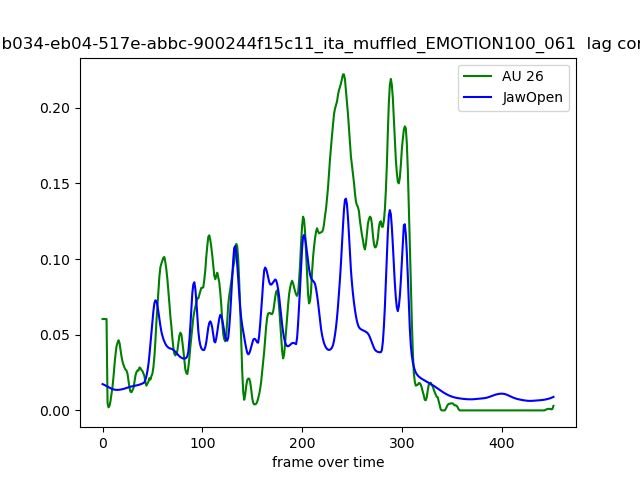 b034-eb04-517e-abbc-900244f15c11_ita_muffled_EMOTION100_061 lag cor
AU 26
JawOpen
0.20
0.15
0.10
0.05
0.00
0 100 200 300 400
frame over time